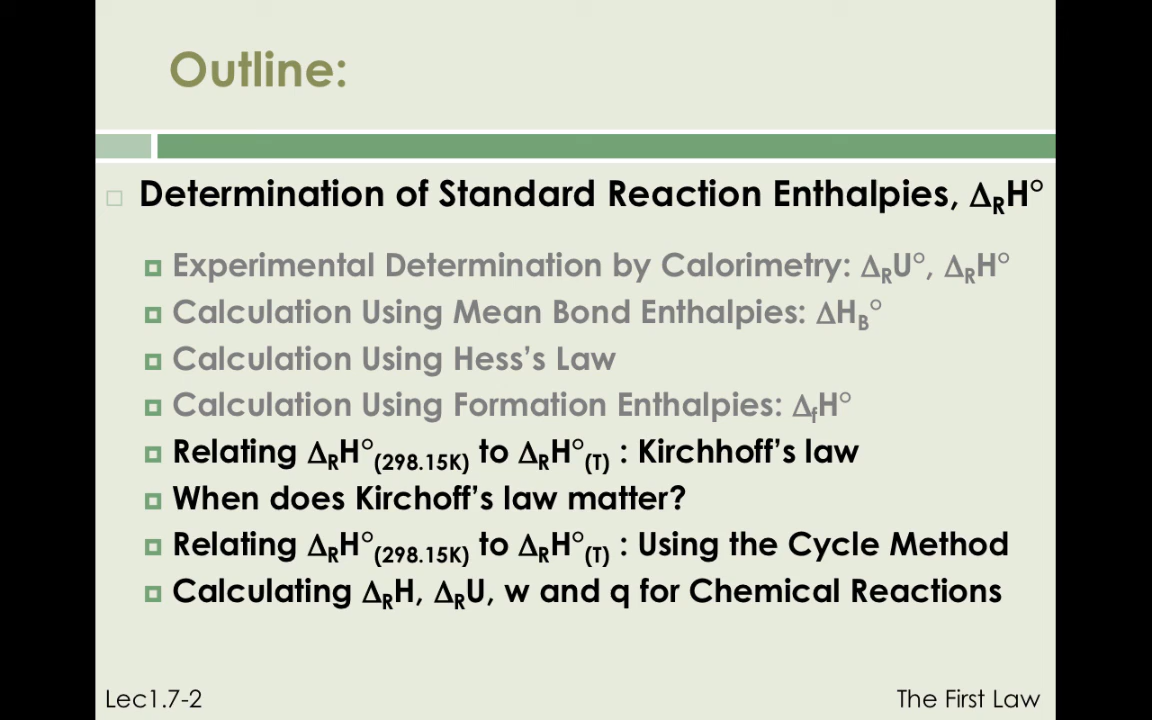 Outline:
Determination of Standard Reaction Enthalpies, ΔRH°
Experimental Determination by Calorimetry: ΔRU°, ΔRH°
Calculation Using Mean Bond Enthalpies: ΔHB°
Calculation Using Hess's Law
Calculation Using Formation Enthalpies: ΔfH°
Relating ΔRH°(298.15K) to ΔRH°(T) : Kirchhoff's law
When does Kirchoff's law matter?
Relating ΔRH°(298.15K) to ΔRH°(T) : Using the Cycle Method
Calculating ΔRH, ΔRU, w and q for Chemical Reactions
Lec1.7-2
The First Law